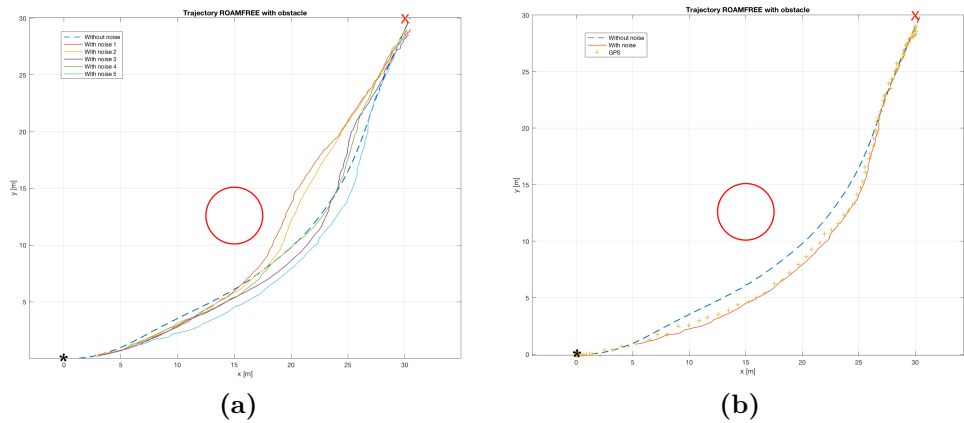 Trajectory ROAMFREE with obstacle
30
25
20
15
10
5
y [m]
Without noise
With noise 1
With noise 2
With noise 3
With noise 4
With noise 5
X
*
0
5
10
15
20
25
30
x [m]
(a)
Trajectory ROAMFREE with obstacle
30
25
20
15
10
5
y [m]
Without noise
With noise
GPS
X
*
0
5
10
15
20
25
30
x [m]
(b)